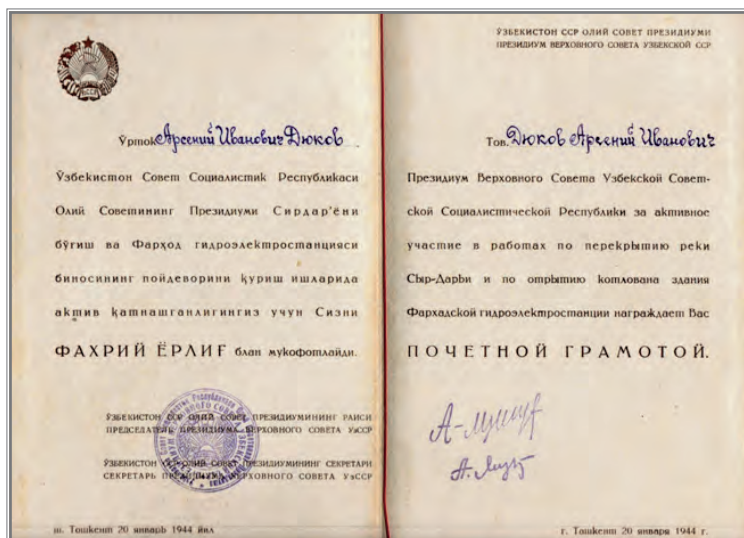 Ўрток Арсений Иванович Дюков
Ўзбекистон Совет Социалистик Республикаси
Олий Советининг Президиуми Сирдар'ёни
бўгиш ва Фарҳод гидроэлектростанцияси
биносининг пойдеворини қуриш ишларида
актив қатнашганлигингиз учун Сизни
ФАХРИЙ ЁРЛИҒ блан мукофотлайди.
ЎЗБЕКИСТОН ССР ОЛИЙ СОВЕТ ПРЕЗИДИУМИНИНГ РАИСИ
ПРЕДСЕДАТЕЛЬ ПРЕЗИДИУМА ВЕРХОВНОГО СОВЕТА УзССР
ЎЗБЕКИСТОН ССР ОЛИЙ СОВЕТ ПРЕЗИДИУМИНИНГ СЕКРЕТАРИ
СЕКРЕТАРЬ ПРЕЗИДИУМА ВЕРХОВНОГО СОВЕТА УзССР
ш. Тошкент 20 январь 1944 йил
ЎЗБЕКИСТОН ССР ОЛИЙ СОВЕТ ПРЕЗИДИУМИ
ПРЕЗИДИУМ ВЕРХОВНОГО СОВЕТА УЗБЕКСКОЙ ССР
Тов. Дюков Арсений Иванович
Президиум Верховного Совета Узбекской Совет-
ской Социалистической Республики за активное
участие в работах по перекрытию реки
Сыр-Дарьи и по открытию котлована здания
Фархадской гидроэлектростанции награждает Вас
ПОЧЕТНОЙ ГРАМОТОЙ.
г. Тошкент 20 января 1944 г.